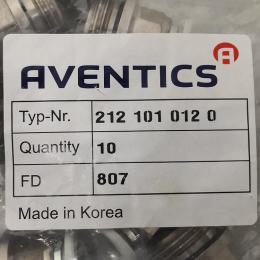 AVENTICS
Typ-Nr. 212 101 012 0
Quantity 10
FD 807
Made in Korea